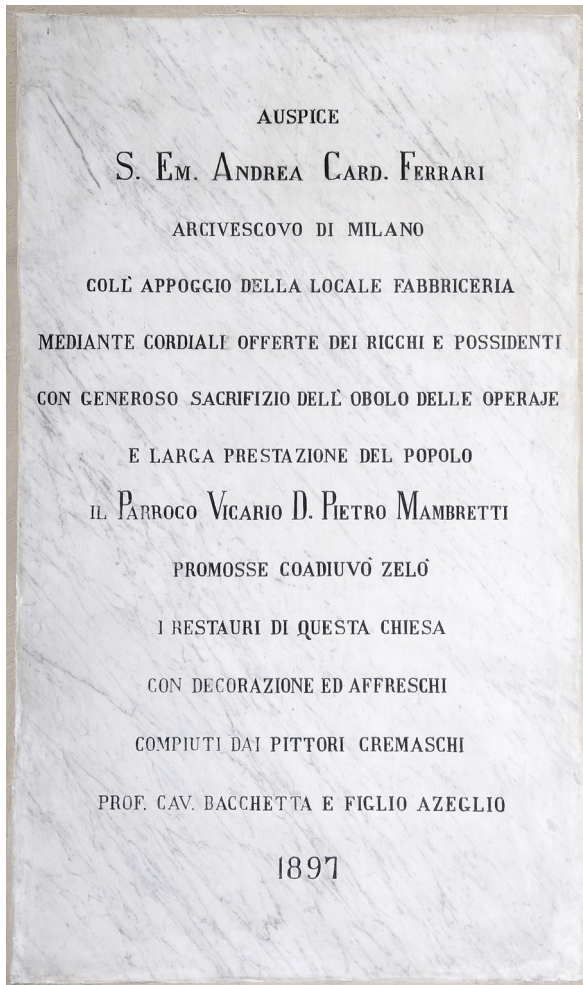 AUSPICE
S. EM. ANDREA CARD. FERRARI
ARCIVESCOVO DI MILANO
COLL' APPOGGIO DELLA LOCALE FABBRICERIA
MEDIANTE CORDIALI OFFERTE DEI RICCHI E POSSIDENTI
CON GENEROSO SACRIFIZIO DELL' OBOLO DELLE OPERAJE
E LARGA PRESTAZIONE DEL POPOLO
IL PARROCO VICARIO D. PIETRO MAMBRETTI
PROMOSSE COADIUVÒ ZELÒ
I RESTAURI DI QUESTA CHIESA
CON DECORAZIONE ED AFFRESCHI
COMPIUTI DAI PITTORI CREMASCHI
PROF. CAV. BACCHETTA E FIGLIO AZEGLIO
1897